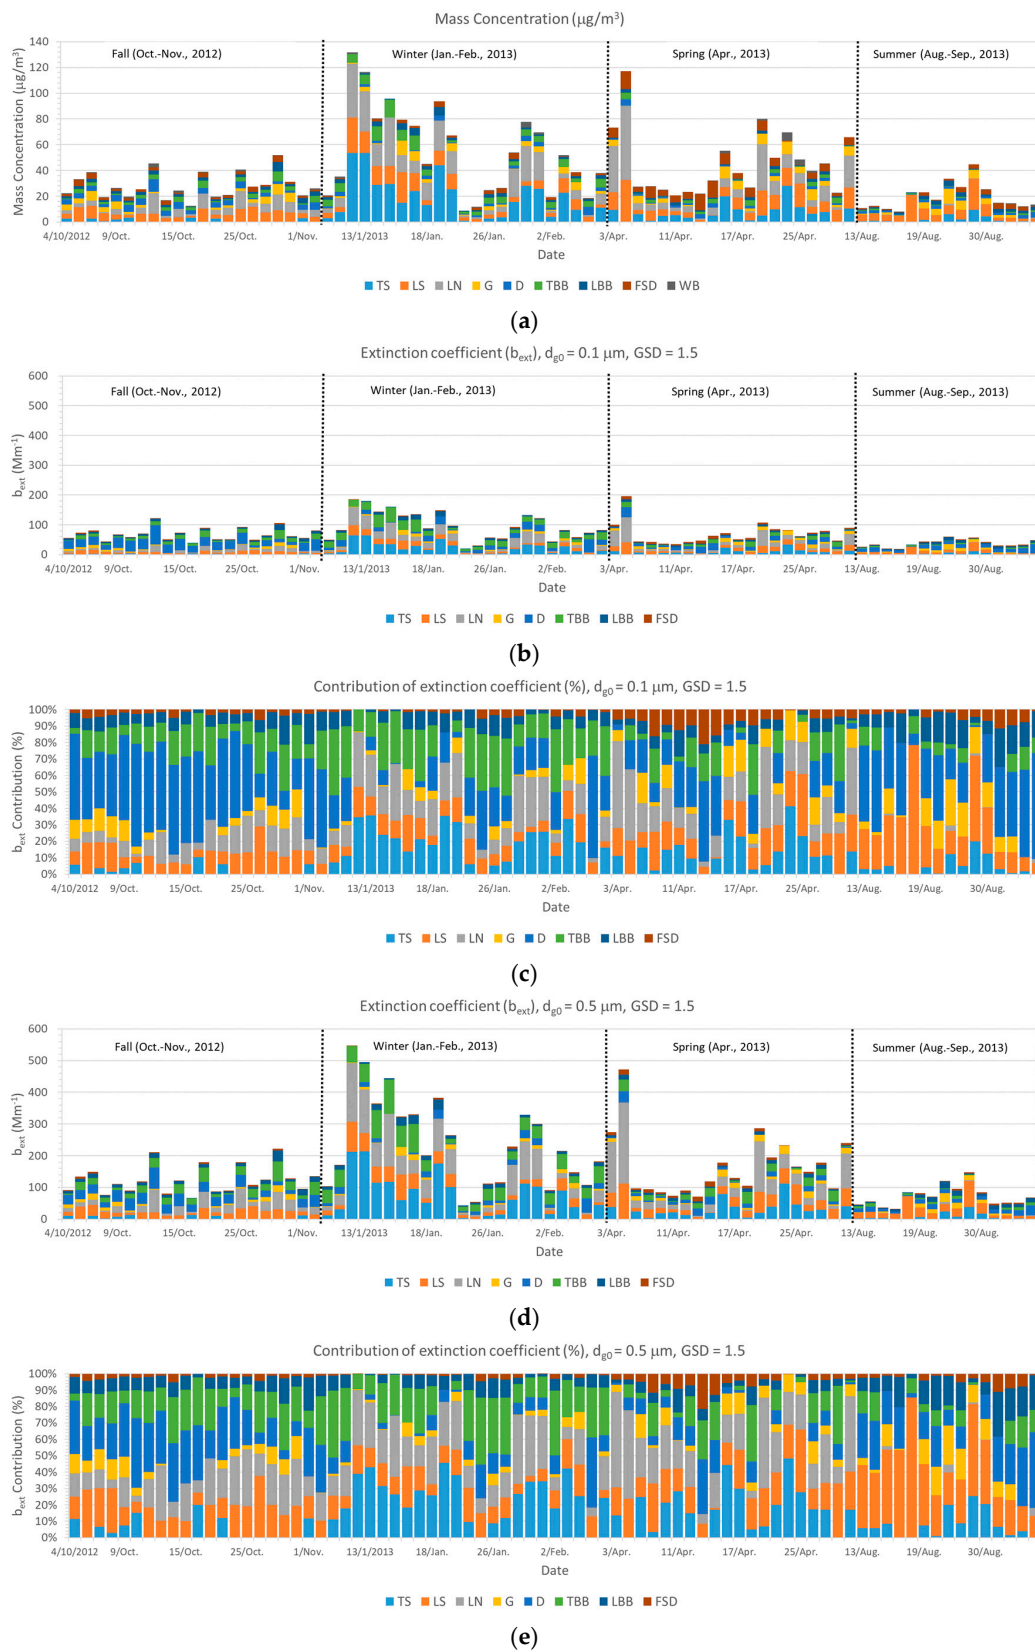 Mass Concentration (µg/m³)
Mass Concentration (µg/m³)
140
120
100
80
60
40
20
0
Fall (Oct.-Nov., 2012)
Winter (Jan.-Feb., 2013)
Spring (Apr., 2013)
Summer (Aug.-Sep., 2013)
4/10/2012 9/Oct. 15/Oct. 25/Oct. 1/Nov. 13/1/2013 18/Jan. 26/Jan. 2/Feb. 3/Apr. 11/Apr. 17/Apr. 25/Apr. 13/Aug. 19/Aug. 30/Aug.
Date
TS LS LN G D TBB LBB FSD WB
(a)
Extinction coefficient (bext), dg0 = 0.1 µm, GSD = 1.5
bext (Mm⁻¹)
600
500
400
300
200
100
0
Fall (Oct.-Nov., 2012)
Winter (Jan.-Feb., 2013)
Spring (Apr., 2013)
Summer (Aug.-Sep., 2013)
4/10/2012 9/Oct. 15/Oct. 25/Oct. 1/Nov. 13/1/2013 18/Jan. 26/Jan. 2/Feb. 3/Apr. 11/Apr. 17/Apr. 25/Apr. 13/Aug. 19/Aug. 30/Aug.
Date
TS LS LN G D TBB LBB FSD
(b)
Contribution of extinction coefficient (%), dg0 = 0.1 µm, GSD = 1.5
bext Contribution (%)
100%
90%
80%
70%
60%
50%
40%
30%
20%
10%
0%
4/10/2012 9/Oct. 15/Oct. 25/Oct. 1/Nov. 13/1/2013 18/Jan. 26/Jan. 2/Feb. 3/Apr. 11/Apr. 17/Apr. 25/Apr. 13/Aug. 19/Aug. 30/Aug.
Date
TS LS LN G D TBB LBB FSD
(c)
Extinction coefficient (bext), dg0 = 0.5 µm, GSD = 1.5
bext (Mm⁻¹)
600
500
400
300
200
100
0
Fall (Oct.-Nov., 2012)
Winter (Jan.-Feb., 2013)
Spring (Apr., 2013)
Summer (Aug.-Sep., 2013)
4/10/2012 9/Oct. 15/Oct. 25/Oct. 1/Nov. 13/1/2013 18/Jan. 26/Jan. 2/Feb. 3/Apr. 11/Apr. 17/Apr. 25/Apr. 13/Aug. 19/Aug. 30/Aug.
Date
TS LS LN G D TBB LBB FSD
(d)
Contribution of extinction coefficient (%), dg0 = 0.5 µm, GSD = 1.5
bext Contribution (%)
100%
90%
80%
70%
60%
50%
40%
30%
20%
10%
0%
4/10/2012 9/Oct. 15/Oct. 25/Oct. 1/Nov. 13/1/2013 18/Jan. 26/Jan. 2/Feb. 3/Apr. 11/Apr. 17/Apr. 25/Apr. 13/Aug. 19/Aug. 30/Aug.
Date
TS LS LN G D TBB LBB FSD
(e)